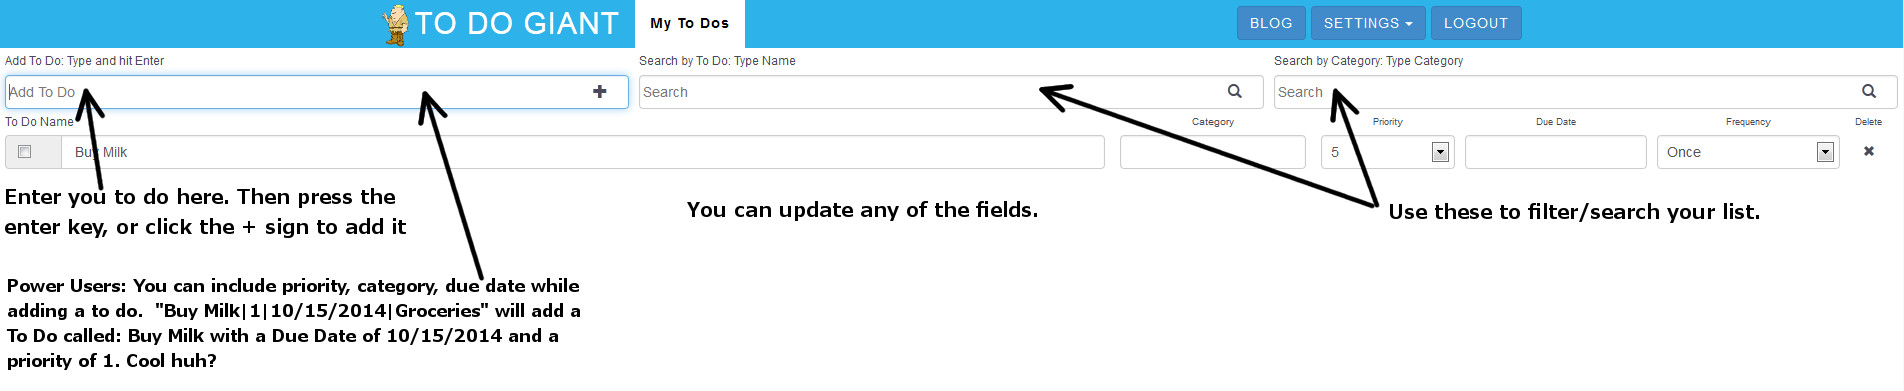 TO DO GIANT My To Dos BLOG SETTINGS LOGOUT
Add To Do: Type and hit Enter Search by To Do: Type Name Search by Category: Type Category
Add To Do Search Search
To Do Name Category Priority Due Date Frequency Delete
Buy Milk 5 Once
Enter you to do here. Then press the
enter key, or click the + sign to add it
You can update any of the fields.
Use these to filter/search your list.
Power Users: You can include priority, category, due date while
adding a to do.  "Buy Milk|1|10/15/2014|Groceries" will add a
To Do called: Buy Milk with a Due Date of 10/15/2014 and a
priority of 1. Cool huh?